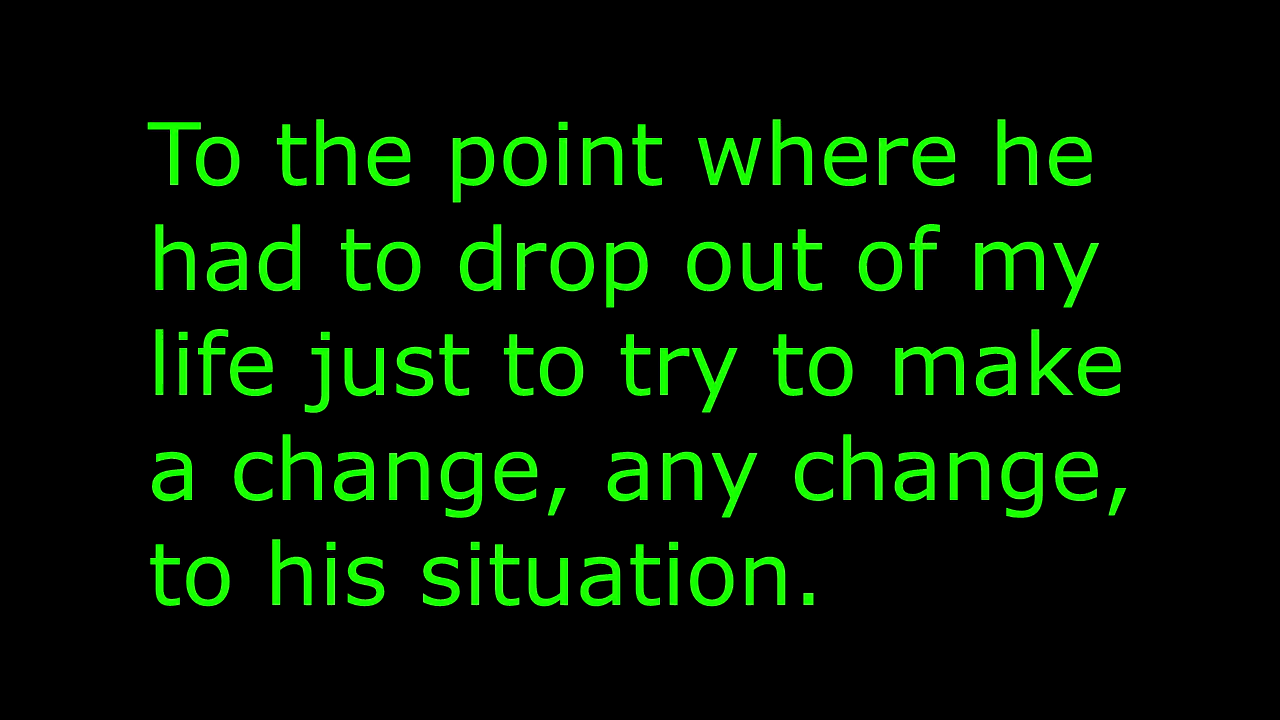 To the point where he
had to drop out of my
life just to try to make
a change, any change,
to his situation.